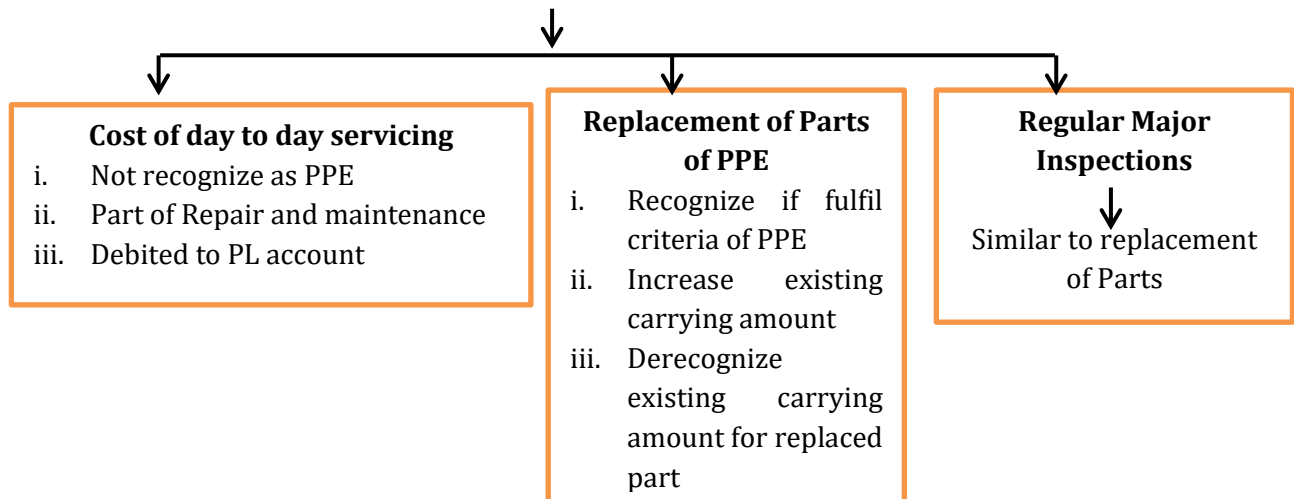 Cost of day to day servicing
i. Not recognize as PPE
ii. Part of Repair and maintenance
iii. Debited to PL account
Replacement of Parts
of PPE
i. Recognize if fulfil
criteria of PPE
ii. Increase existing
carrying amount
iii. Derecognize
existing carrying
amount for replaced
part
Regular Major
Inspections
Similar to replacement
of Parts